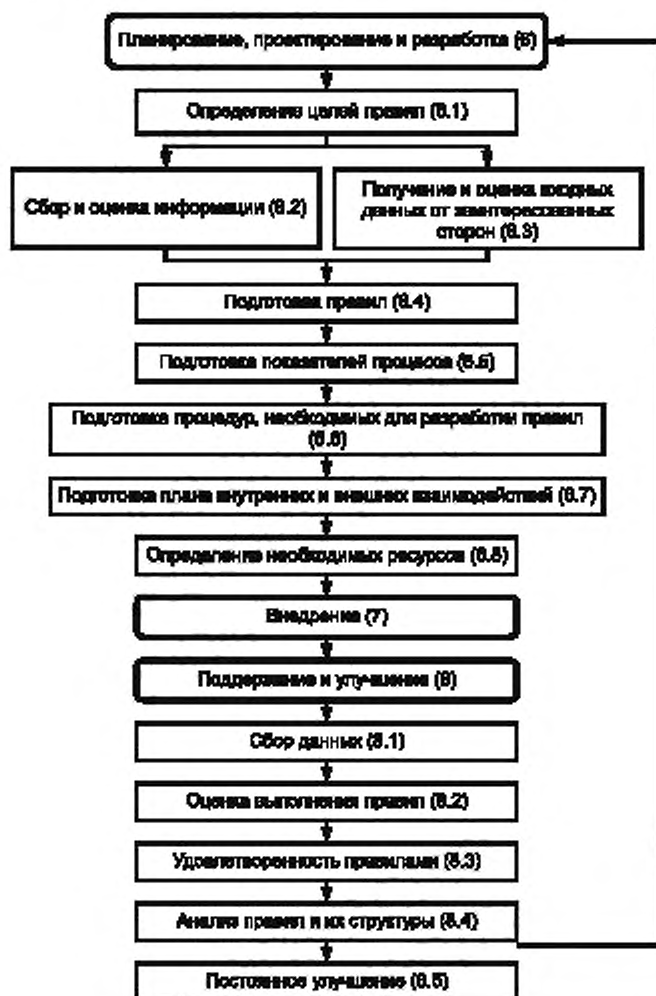 Планирование, проектирование и разработка (6)
Определение целей правил (6.1)
Сбор и оценка информации (6.2)
Получение и оценка входных
данных от заинтересованных
сторон (6.3)
Подготовка правил (6.4)
Подготовка показателей процесса (6.5)
Подготовка процедур, необходимых для разработки правил
(6.6)
Подготовка плана внутренних и внешних взаимодействий (6.7)
Определение необходимых ресурсов (6.8)
Внедрение (7)
Поддержание и улучшение (8)
Сбор данных (8.1)
Оценка выполнения правил (8.2)
Удовлетворенность правилами (8.3)
Анализ правил и их структуры (8.4)
Постоянное улучшение (8.5)